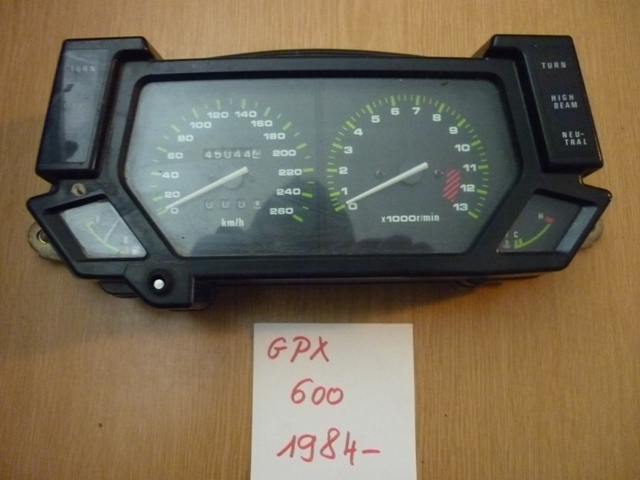 TURN
TURN
HIGH
BEAM
NEU-
TRAL
0 20 40 60 80 100 120 140 160 180 200 220 240 260
45044
km/h
0 1 2 3 4 5 6 7 8 9 10 11 12 13
x1000r/min
E
C
H
GPX
600
1984-